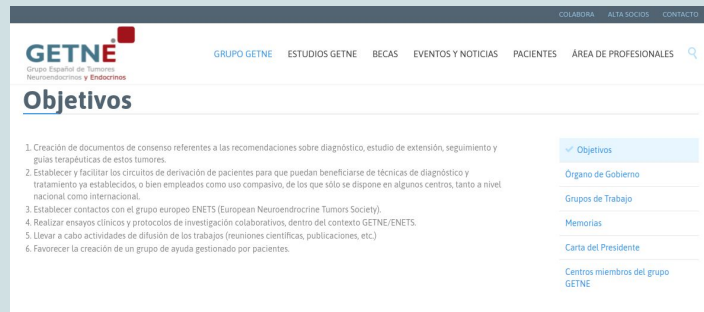 COLABORA ALTA SOCIOS CONTACTO
GETNE
Grupo Español de Tumores
Neuroendocrinos y Endocrinos
GRUPO GETNE ESTUDIOS GETNE BECAS EVENTOS Y NOTICIAS PACIENTES ÁREA DE PROFESIONALES
Objetivos
1. Creación de documentos de consenso referentes a las recomendaciones sobre diagnóstico, estudio de extensión, seguimiento y
guías terapéuticas de estos tumores.
2. Establecer y facilitar los circuitos de derivación de pacientes para que puedan beneficiarse de técnicas de diagnóstico y
tratamiento ya establecidos, o bien empleados como uso compasivo, de los que sólo se dispone en algunos centros, tanto a nivel
nacional como internacional.
3. Establecer contactos con el grupo europeo ENETS (European Neuroendrocrine Tumors Society).
4. Realizar ensayos clínicos y protocolos de investigación colaborativos, dentro del contexto GETNE/ENETS.
5. Llevar a cabo actividades de difusión de los trabajos (reuniones científicas, publicaciones, etc.)
6. Favorecer la creación de un grupo de ayuda gestionado por pacientes.
Objetivos
Órgano de Gobierno
Grupos de Trabajo
Memorias
Carta del Presidente
Centros miembros del grupo
GETNE